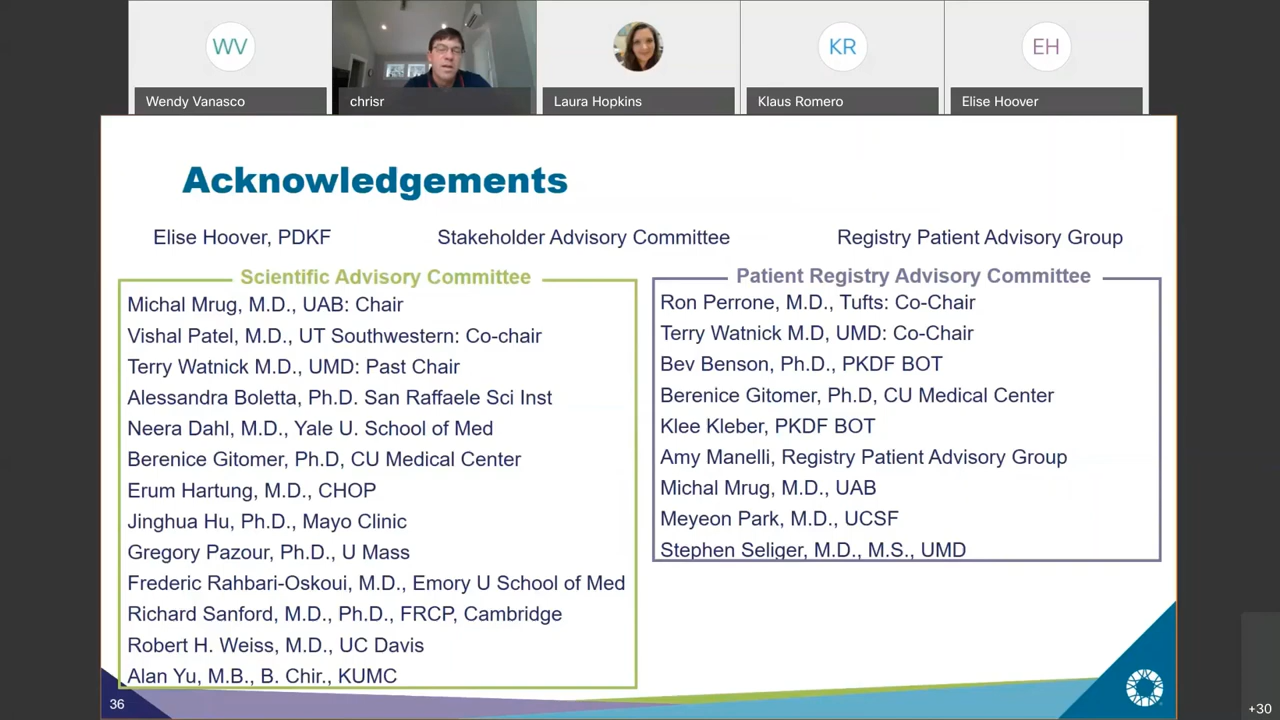 WV
KR
EH
Wendy Vanasco
chrisr
Laura Hopkins
Klaus Romero
Elise Hoover
Acknowledgements
Elise Hoover, PDKF
Stakeholder Advisory Committee
Registry Patient Advisory Group
Scientific Advisory Committee
Michal Mrug, M.D., UAB: Chair
Vishal Patel, M.D., UT Southwestern: Co-chair
Terry Watnick M.D., UMD: Past Chair
Alessandra Boletta, Ph.D. San Raffaele Sci Inst
Neera Dahl, M.D., Yale U. School of Med
Berenice Gitomer, Ph.D, CU Medical Center
Erum Hartung, M.D., CHOP
Jinghua Hu, Ph.D., Mayo Clinic
Gregory Pazour, Ph.D., U Mass
Frederic Rahbari-Oskoui, M.D., Emory U School of Med
Richard Sanford, M.D., Ph.D., FRCP, Cambridge
Robert H. Weiss, M.D., UC Davis
Alan Yu, M.B., B. Chir., KUMC
Patient Registry Advisory Committee
Ron Perrone, M.D., Tufts: Co-Chair
Terry Watnick M.D, UMD: Co-Chair
Bev Benson, Ph.D., PKDF BOT
Berenice Gitomer, Ph.D, CU Medical Center
Klee Kleber, PKDF BOT
Amy Manelli, Registry Patient Advisory Group
Michal Mrug, M.D., UAB
Meyeon Park, M.D., UCSF
Stephen Seliger, M.D., M.S., UMD
36
+30